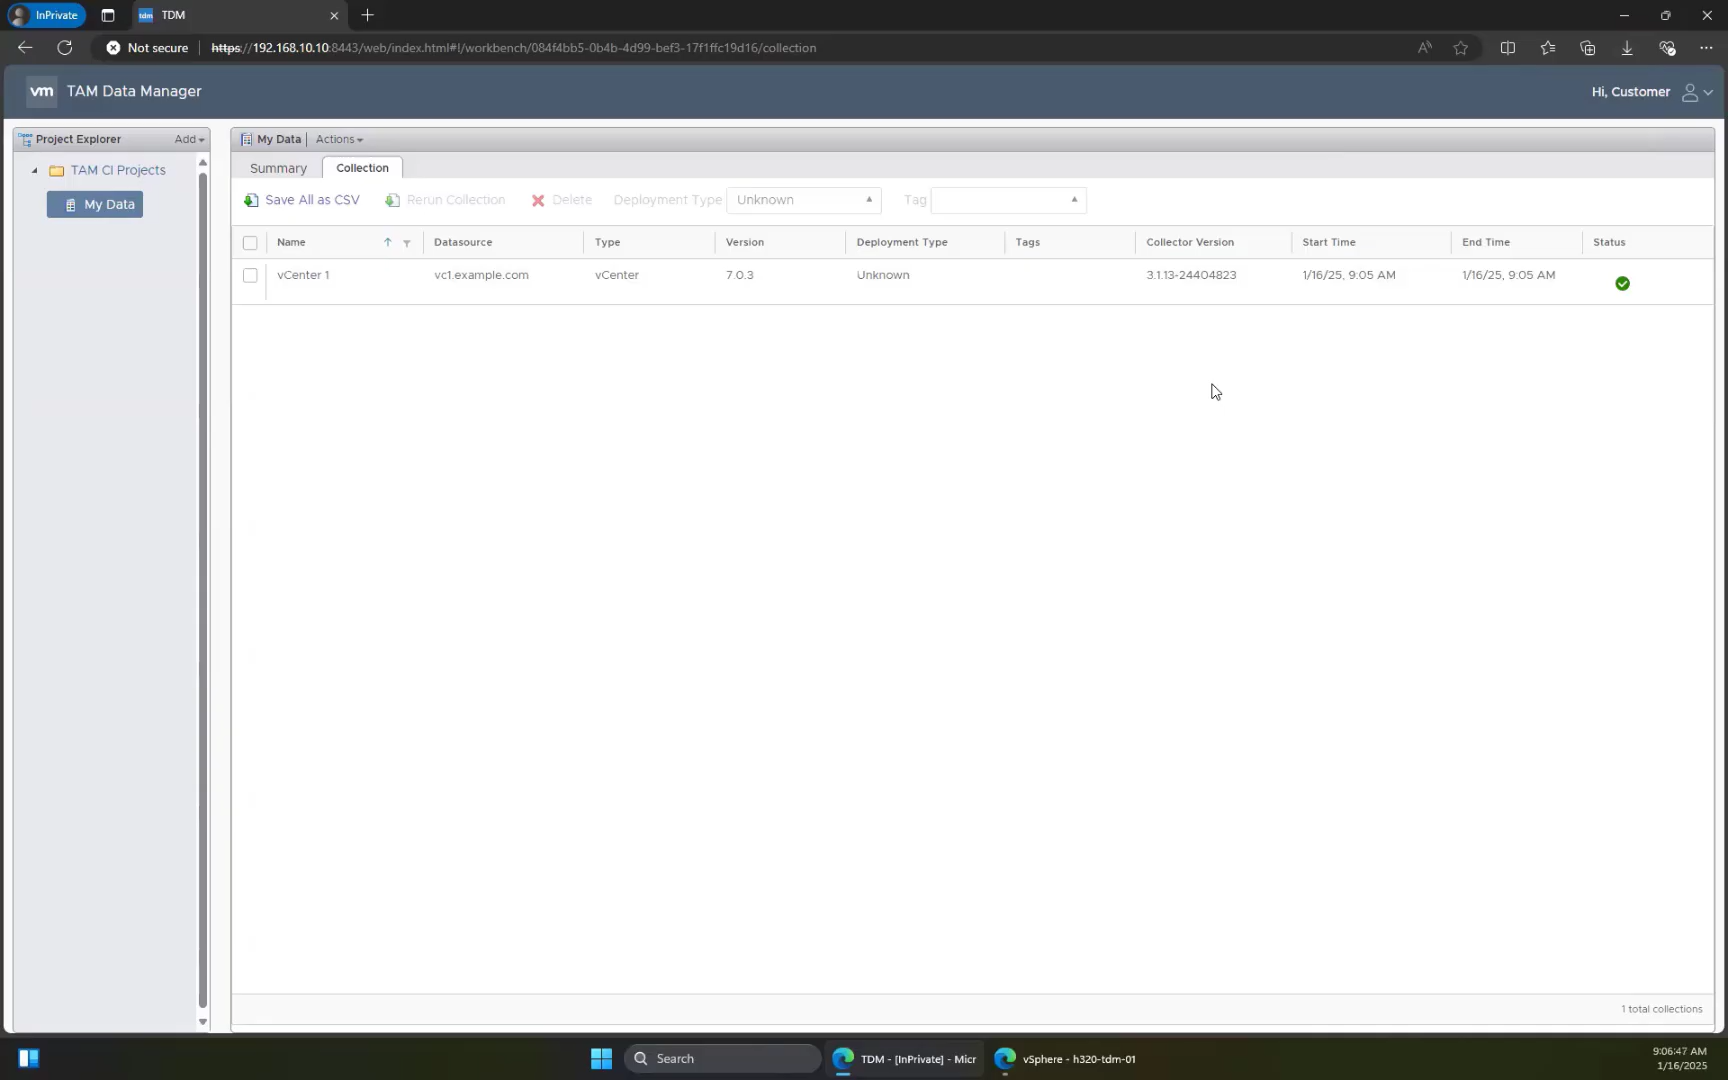 InPrivate
tdm TDM
Not secure https://192.168.10.10:8443/web/index.html#!/workbench/084f4bb5-0b4b-4d99-bef3-17f1ffc19d16/collection
vm TAM Data Manager
Hi, Customer
Project Explorer Add
My Data Actions
TAM CI Projects
My Data
Summary Collection
Save All as CSV Rerun Collection Delete Deployment Type Unknown Tag
Name Datasource Type Version Deployment Type Tags Collector Version Start Time End Time Status
vCenter 1 vc1.example.com vCenter 7.0.3 Unknown 3.1.13-24404823 1/16/25, 9:05 AM 1/16/25, 9:05 AM
1 total collections
Search
TDM - [InPrivate] - Micr
vSphere - h320-tdm-01
9:06:47 AM
1/16/2025